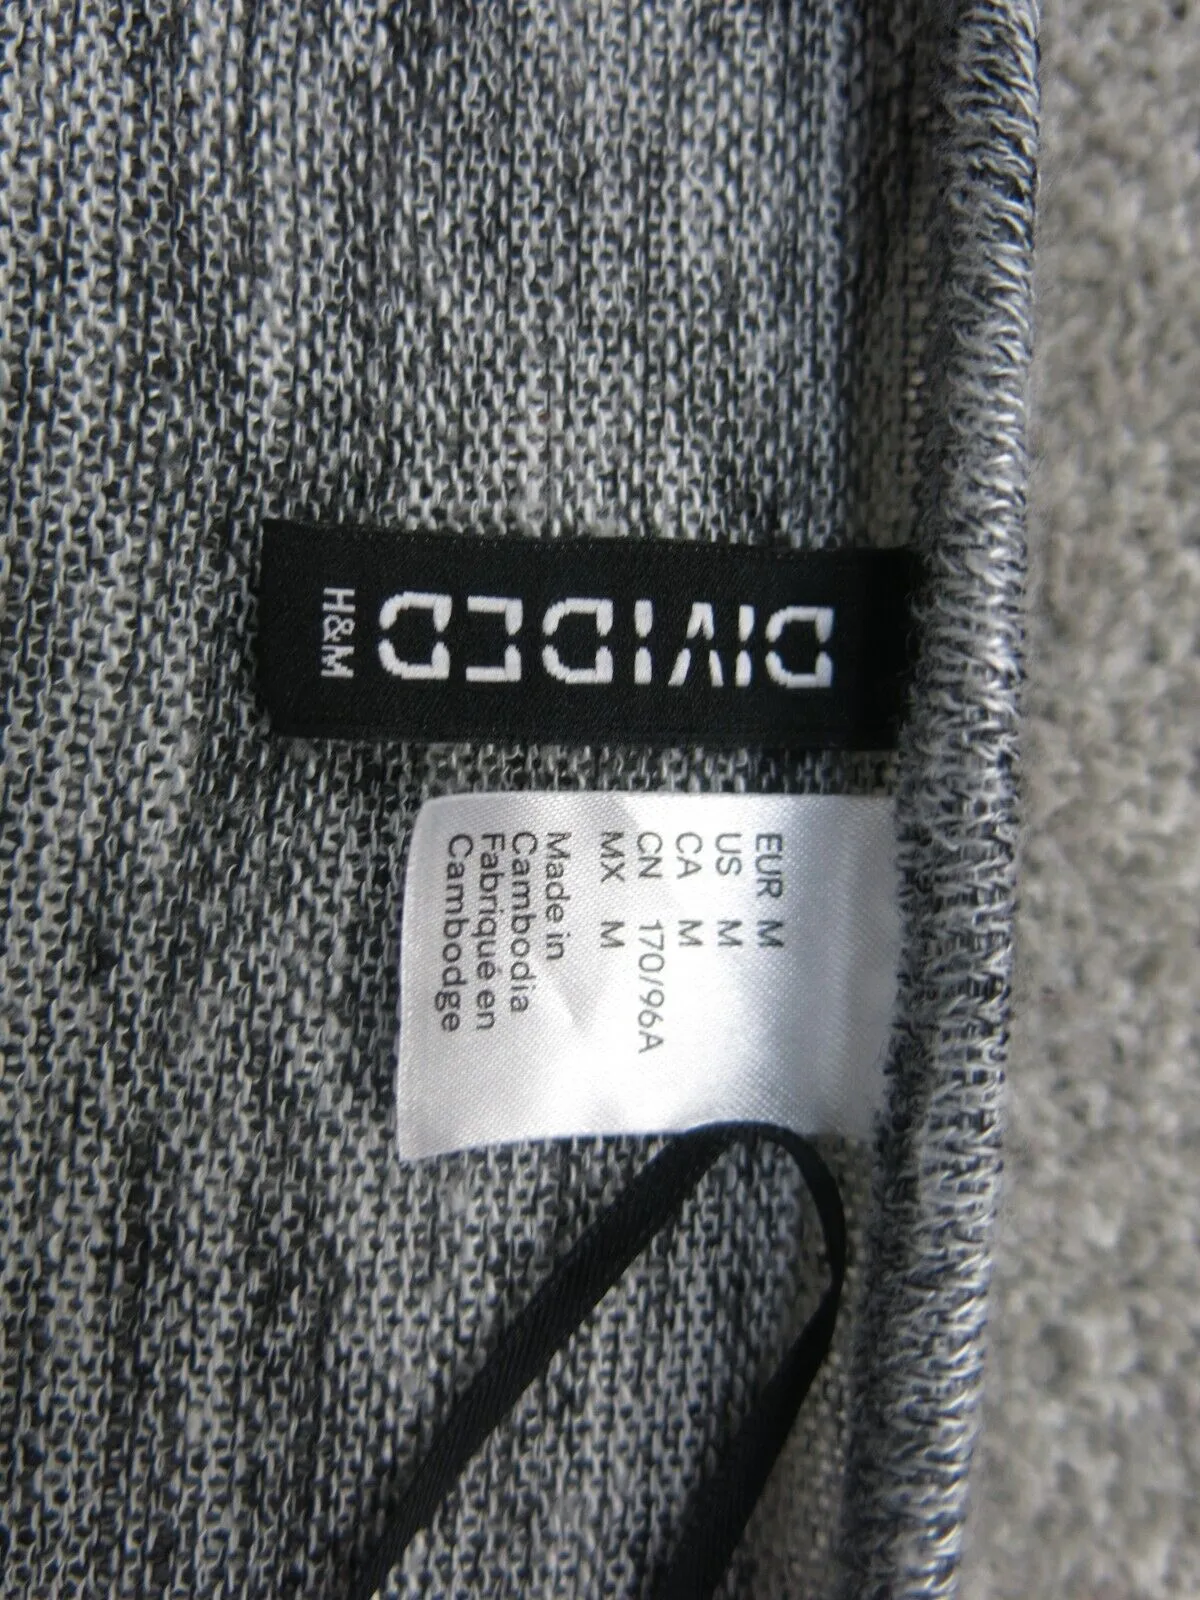 DIVIDED
H&M
EUR M
US M
CA M
CN 170/96A
MX M
Made in
Cambodia
Fabriqué en
Cambodge